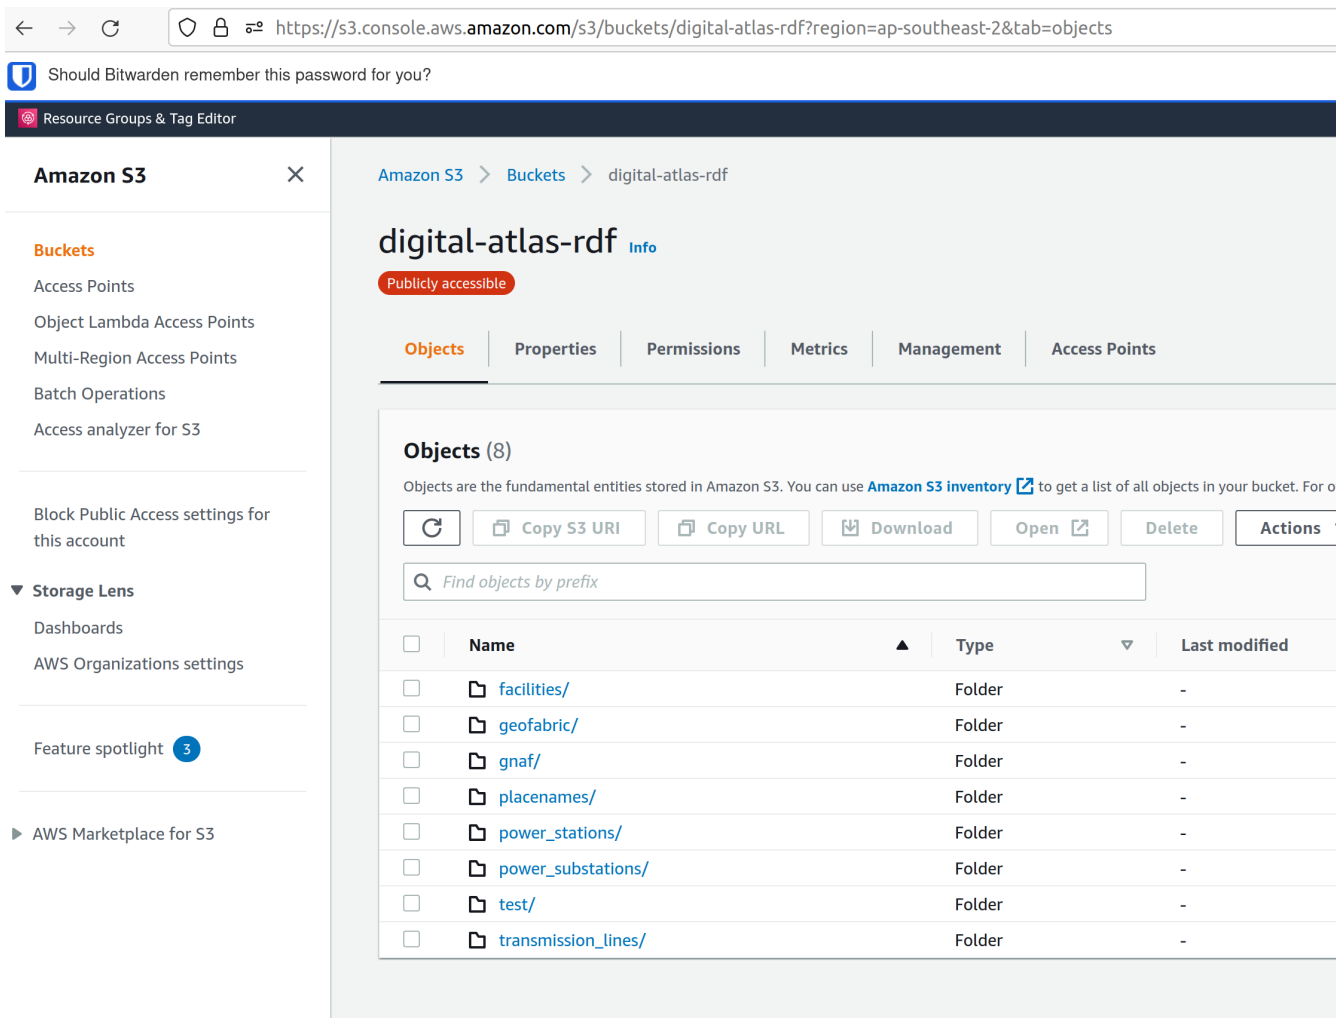 https://s3.console.aws.amazon.com/s3/buckets/digital-atlas-rdf?region=ap-southeast-2&tab=objects
Should Bitwarden remember this password for you?
Resource Groups & Tag Editor
Amazon S3
Buckets
Access Points
Object Lambda Access Points
Multi-Region Access Points
Batch Operations
Access analyzer for S3
Block Public Access settings for
this account
Storage Lens
Dashboards
AWS Organizations settings
Feature spotlight 3
AWS Marketplace for S3
Amazon S3 Buckets digital-atlas-rdf
digital-atlas-rdf Info
Publicly accessible
Objects Properties Permissions Metrics Management Access Points
Objects (8)
Objects are the fundamental entities stored in Amazon S3. You can use Amazon S3 inventory to get a list of all objects in your bucket. For o
Copy S3 URI Copy URL Download Open Delete Actions
Find objects by prefix
Name Type Last modified
facilities/ Folder -
geofabric/ Folder -
gnaf/ Folder -
placenames/ Folder -
power_stations/ Folder -
power_substations/ Folder -
test/ Folder -
transmission_lines/ Folder -